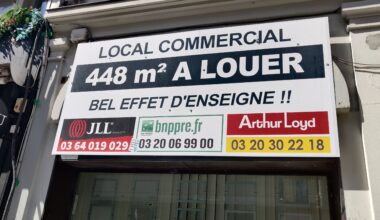 LOCAL COMMERCIAL
448 m² A LOUER
BEL EFFET D'ENSEIGNE !!
JLL
bnppre.fr
Arthur Loyd
03 64 019 029
03 20 06 99 00
03 20 30 22 18